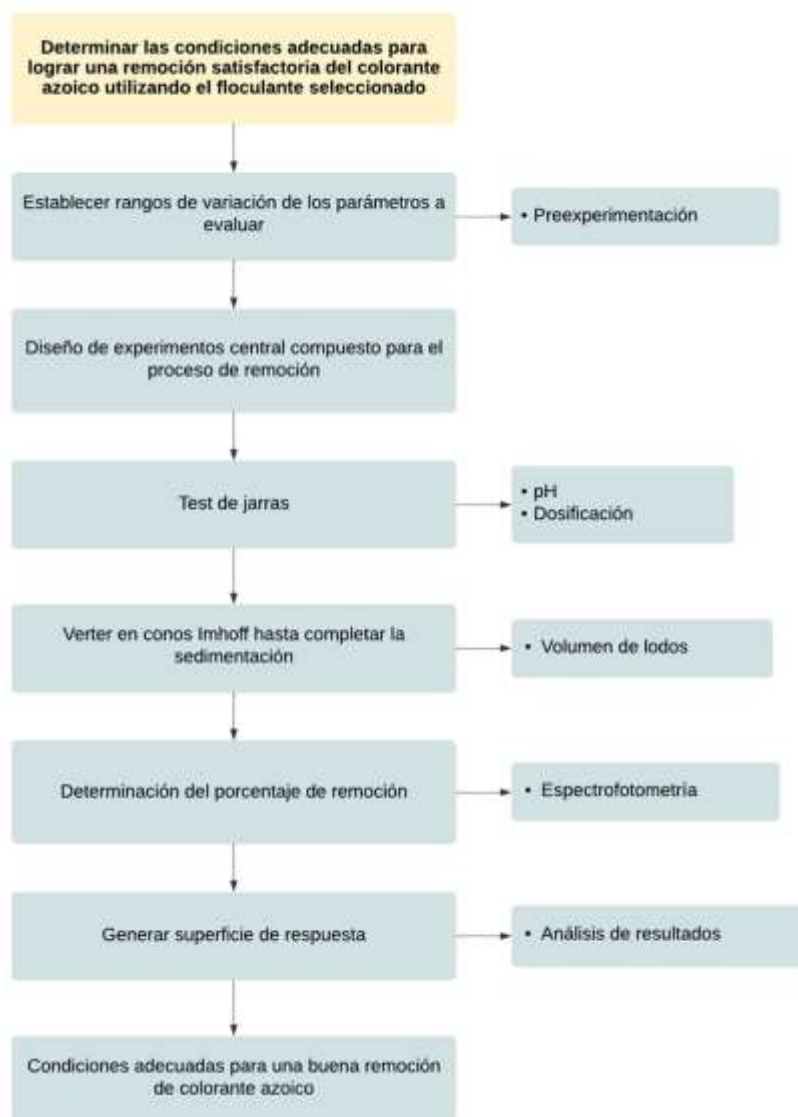 Determinar las condiciones adecuadas para
lograr una remoción satisfactoria del colorante
azoico utilizando el floculante seleccionado
Establecer rangos de variación de los parámetros a
evaluar
• Preexperimentación
Diseño de experimentos central compuesto para el
proceso de remoción
Test de jarras
• pH
• Dosificación
Verter en conos Imhoff hasta completar la
sedimentación
• Volumen de lodos
Determinación del porcentaje de remoción
• Espectrofotometría
Generar superficie de respuesta
• Análisis de resultados
Condiciones adecuadas para una buena remoción
de colorante azoico